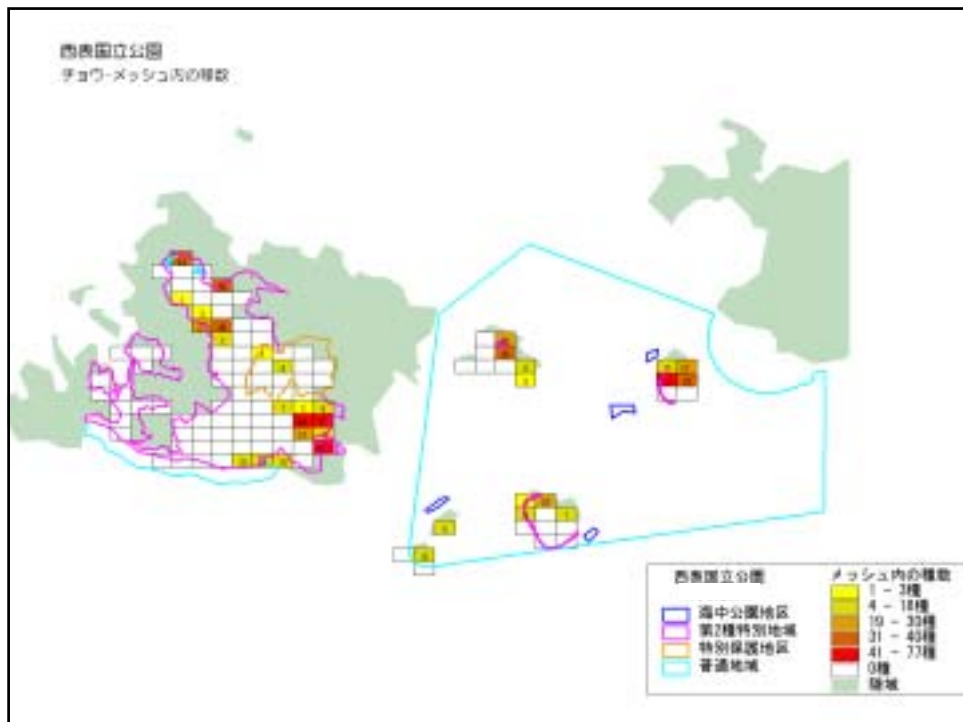 西表国立公園
チョウ-メッシュ内の種数
西表国立公園
海中公園地区
第2種特別地域
特別保護地区
普通地域
メッシュ内の種数
1 - 3種
4 - 18種
19 - 30種
31 - 40種
41 - 77種
0種
陸域